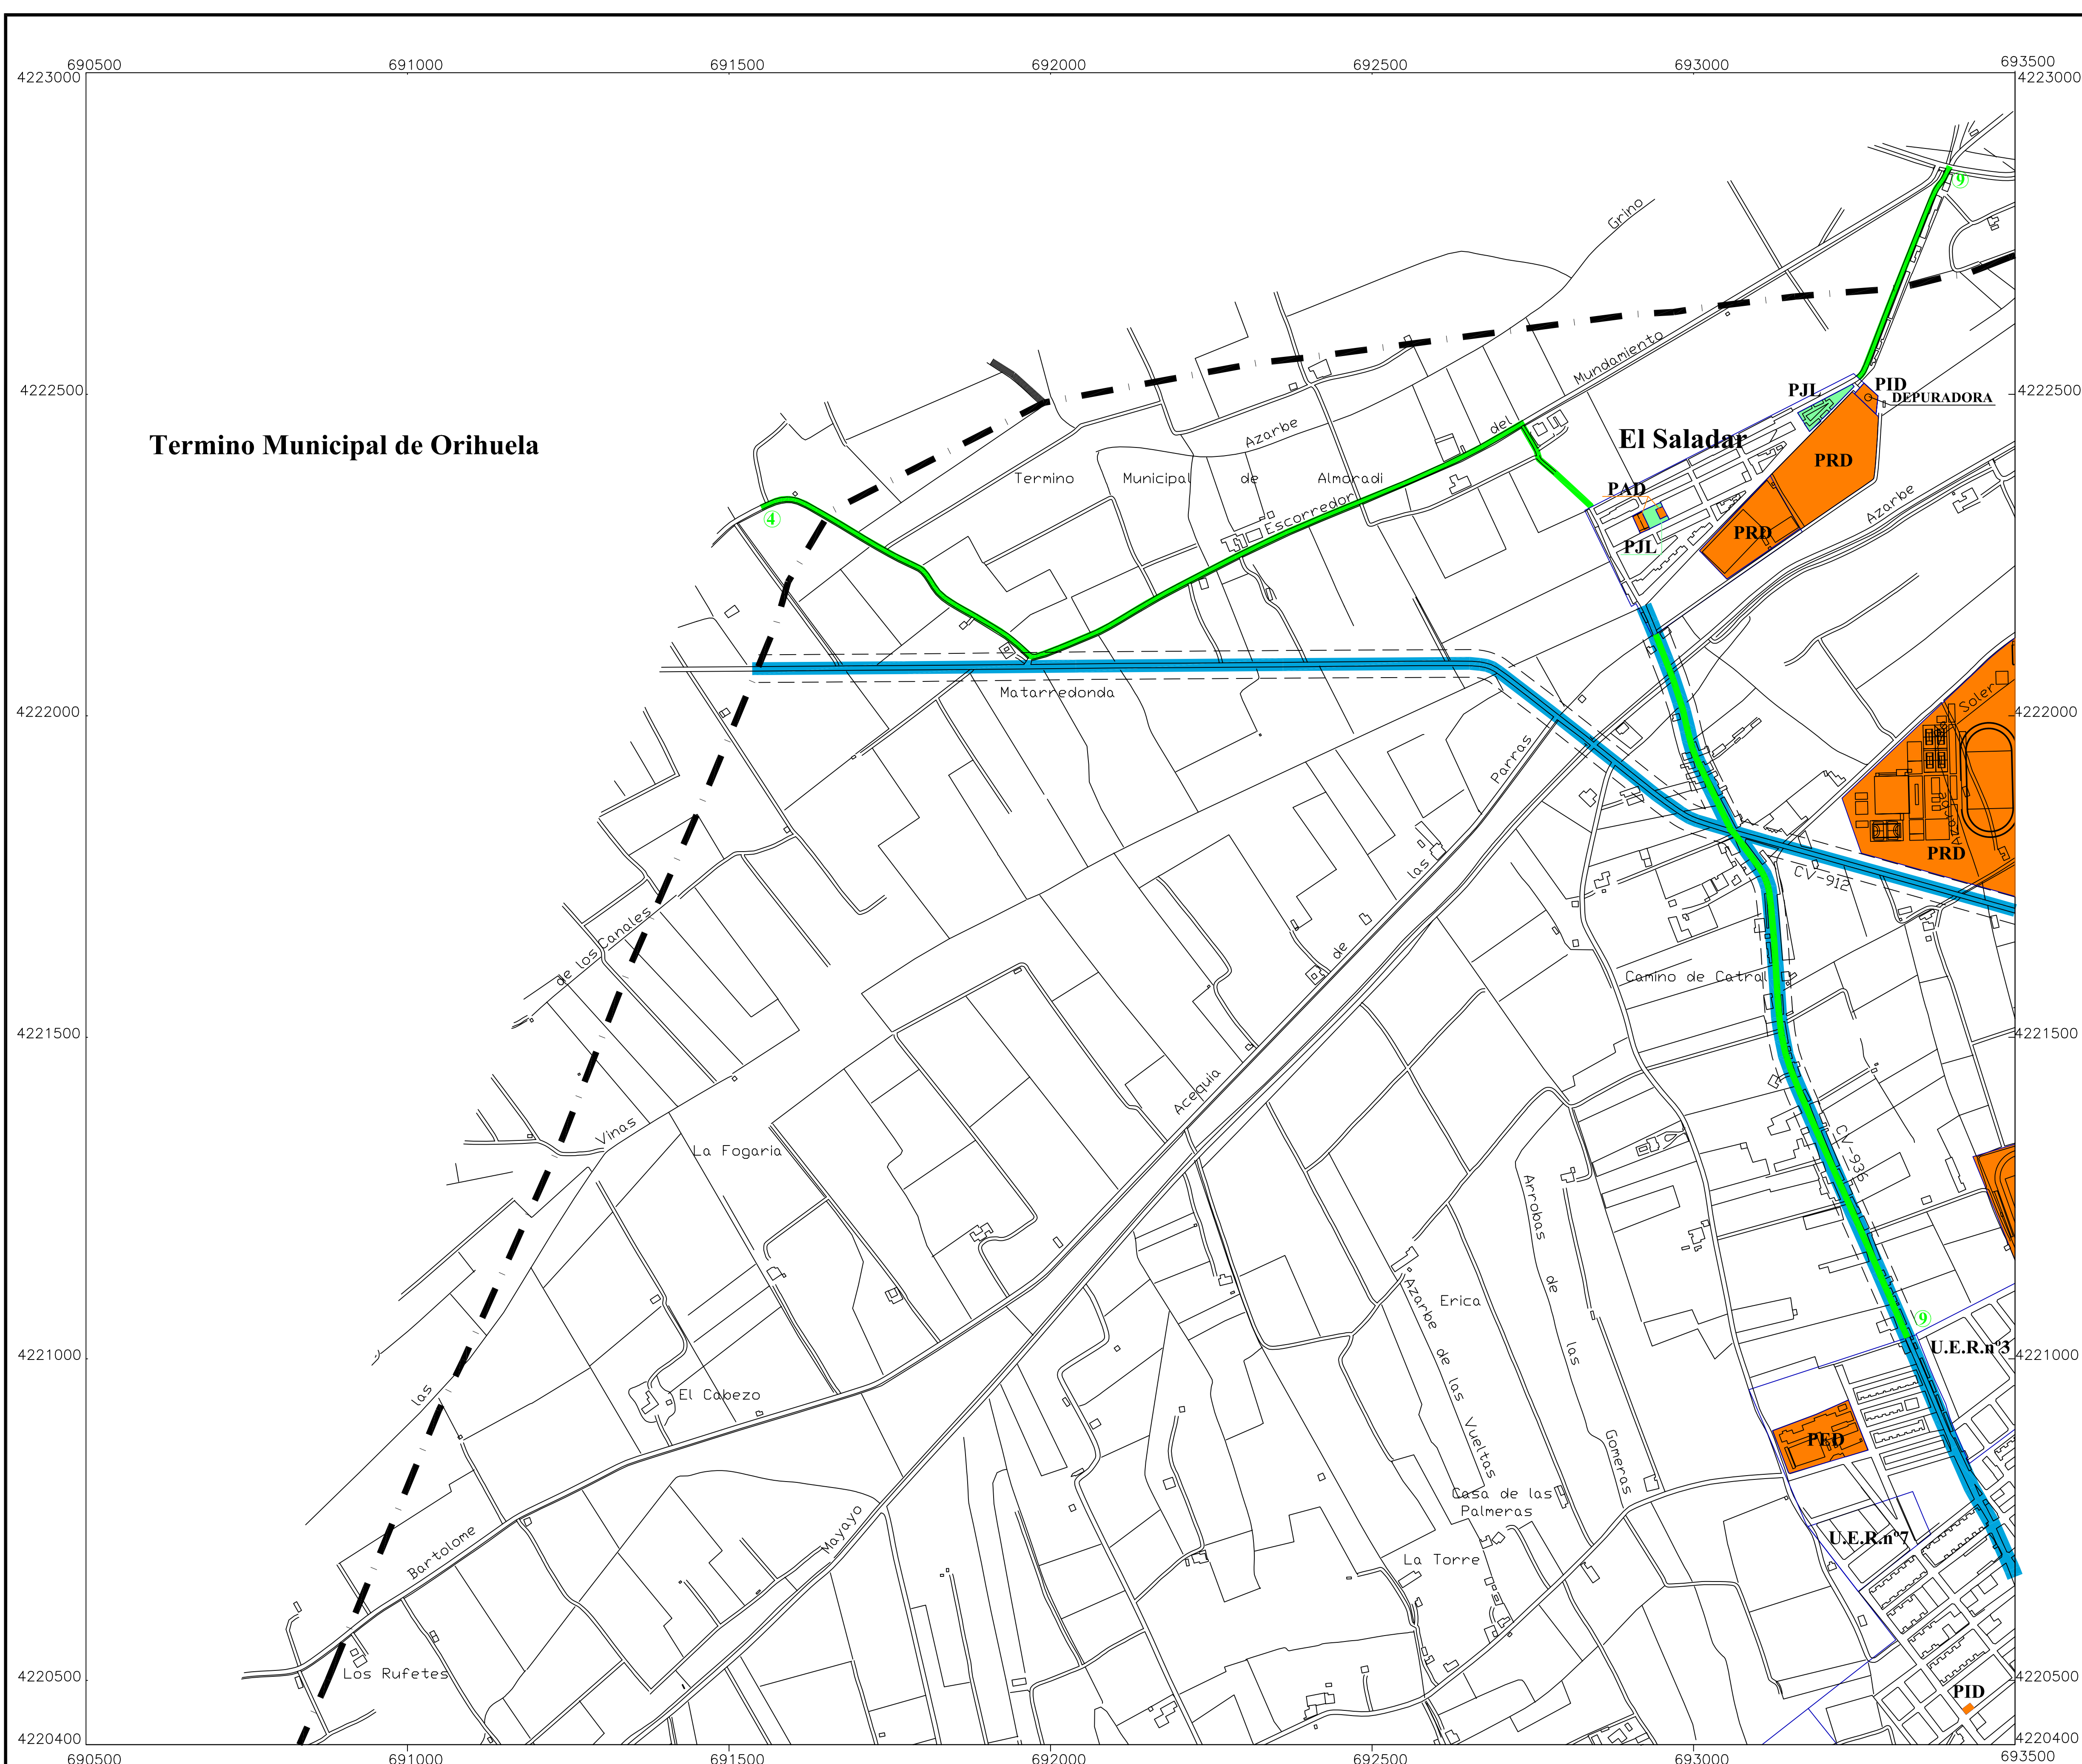 690500 691000 691500 692000 692500 693000 693500
4223000 4223000
Grino
9
Mundamiento
4222500 4222500
PJL PID
DEPURADORA
Termino Municipal de Orihuela
El Saladar
Azarbe del
PRD
Termino Municipal de Almoradi
PAD
Escorredor
Azarbe
4
PRD
PJL
Matarredonda
Soler
4222000 4222000
Parras
de
Azarbe
PRD
las
CV-912
de los Canales
de
Camino de Catral
4221500 4221500
Acequia
Vinas
La Fogaria
CV-936
Arrobas
de
las
Gomeras
Erica
Azarbe
de
las
Vueltas
9
U.E.R.nº3
4221000 4221000
las
El Cabezo
PED
Casa de las
Palmeras
Mayayo
Bartolome
U.E.R.nº7
La Torre
Los Rufetes
4220500 4220500
PID
4220400 4220400
690500 691000 691500 692000 692500 693000 693500